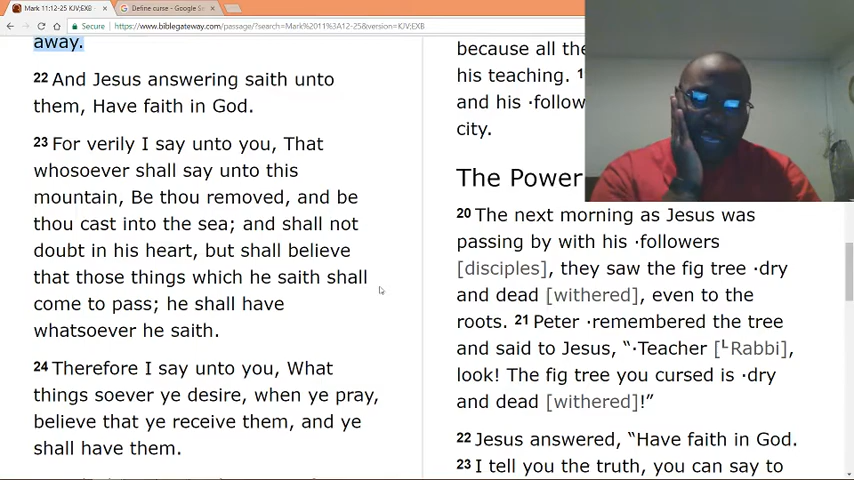 Mark 11:12-25 KJV;EXB
Define curse - Google Se
Secure
https://www.biblegateway.com/passage/?search=Mark%2011%3A12-25&version=KJV;EXB
away.
22 And Jesus answering saith unto
them, Have faith in God.
23 For verily I say unto you, That
whosoever shall say unto this
mountain, Be thou removed, and be
thou cast into the sea; and shall not
doubt in his heart, but shall believe
that those things which he saith shall
come to pass; he shall have
whatsoever he saith.
24 Therefore I say unto you, What
things soever ye desire, when ye pray,
believe that ye receive them, and ye
shall have them.
because all the
his teaching. 1
and his ·follow
city.
The Power
20 The next morning as Jesus was
passing by with his ·followers
[disciples], they saw the fig tree ·dry
and dead [withered], even to the
roots. 21 Peter ·remembered the tree
and said to Jesus, “·Teacher [ᴸRabbi],
look! The fig tree you cursed is ·dry
and dead [withered]!”
22 Jesus answered, “Have faith in God.
23 I tell you the truth, you can say to